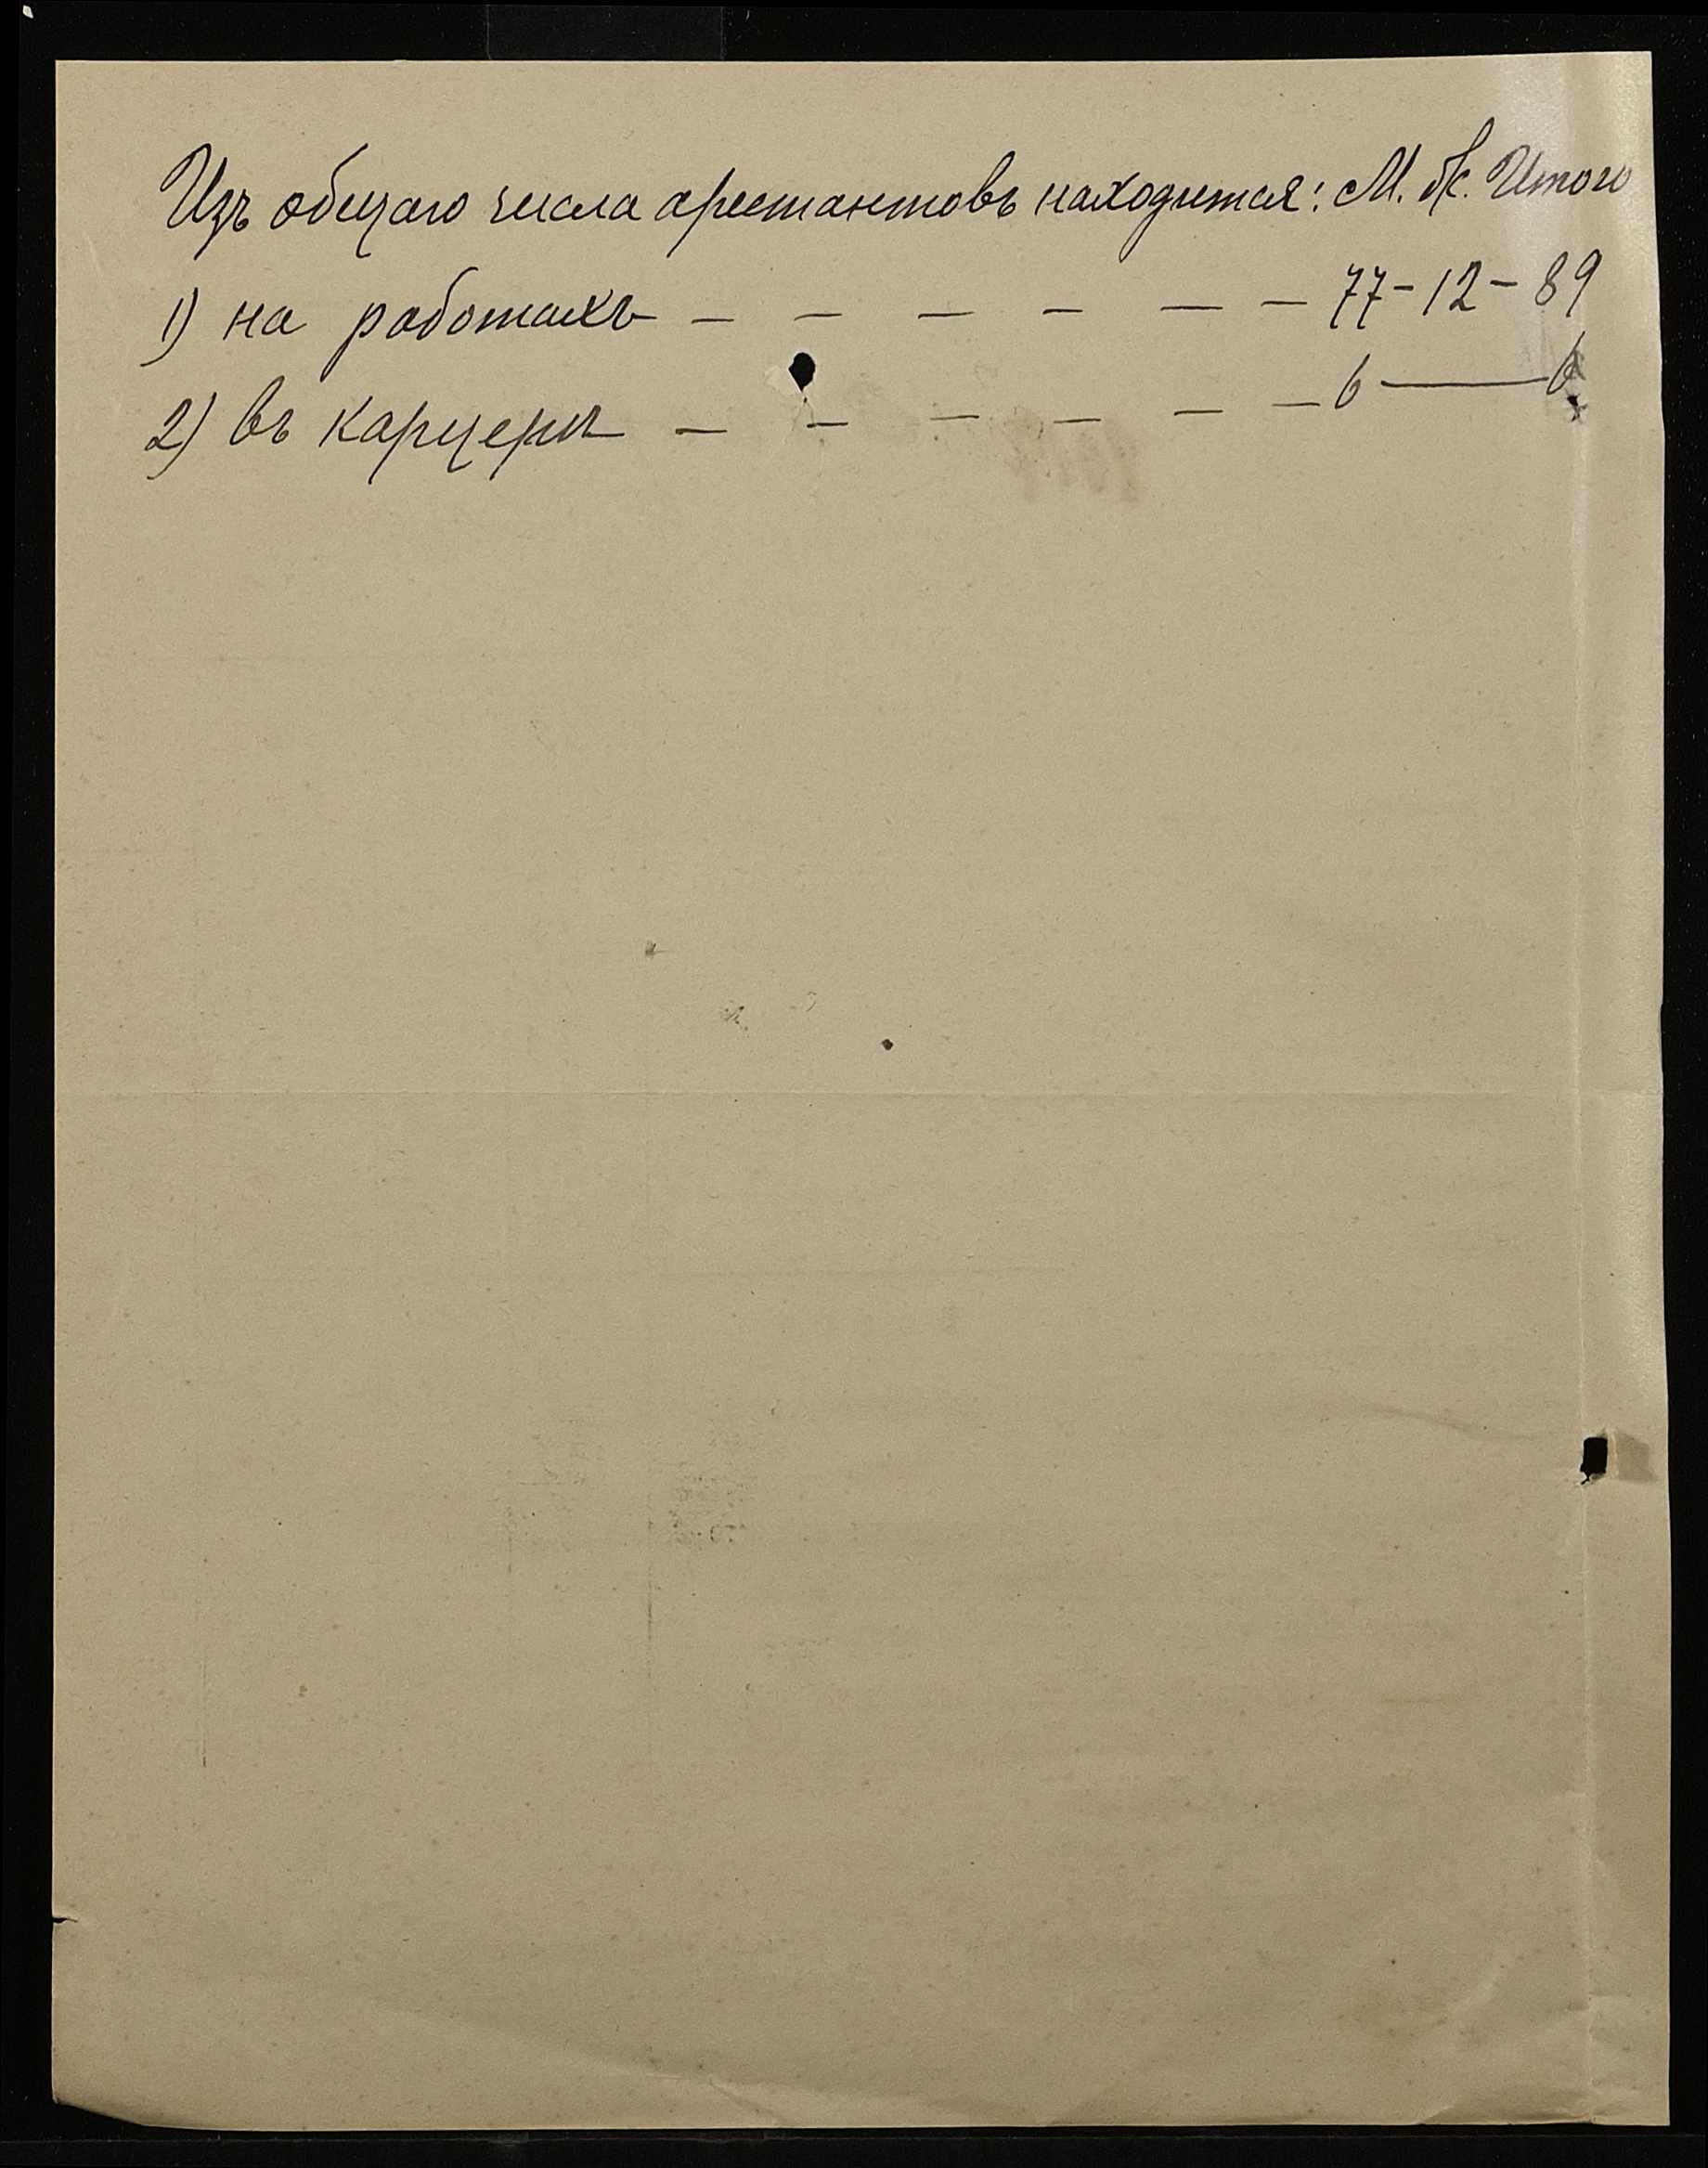 Изъ общаго числа арестантовъ находится: М. Ж. Итого
1) на работахъ — — — — — — 77 - 12 - 89
2) въ карцерѣ — — — — — — 6 — 6